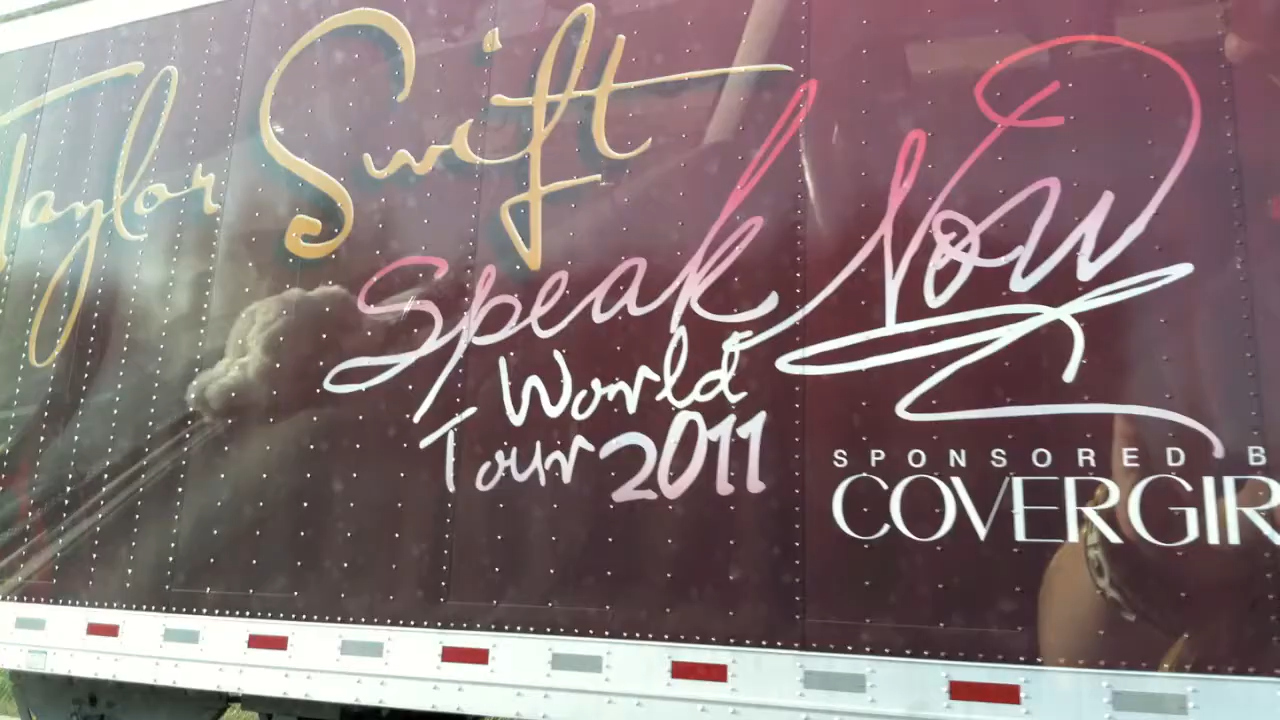 Taylor Swift
Speak Now
World
Tour 2011
SPONSORED B
COVERGIR